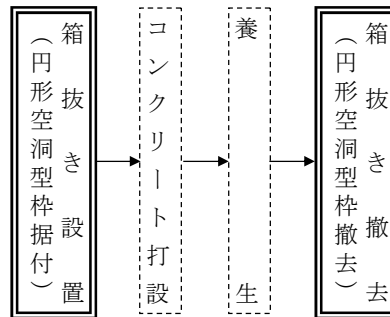 箱抜き設置
（円形空洞型枠据付）
コンクリート打設
養生
箱抜き撤去
（円形空洞型枠撤去）